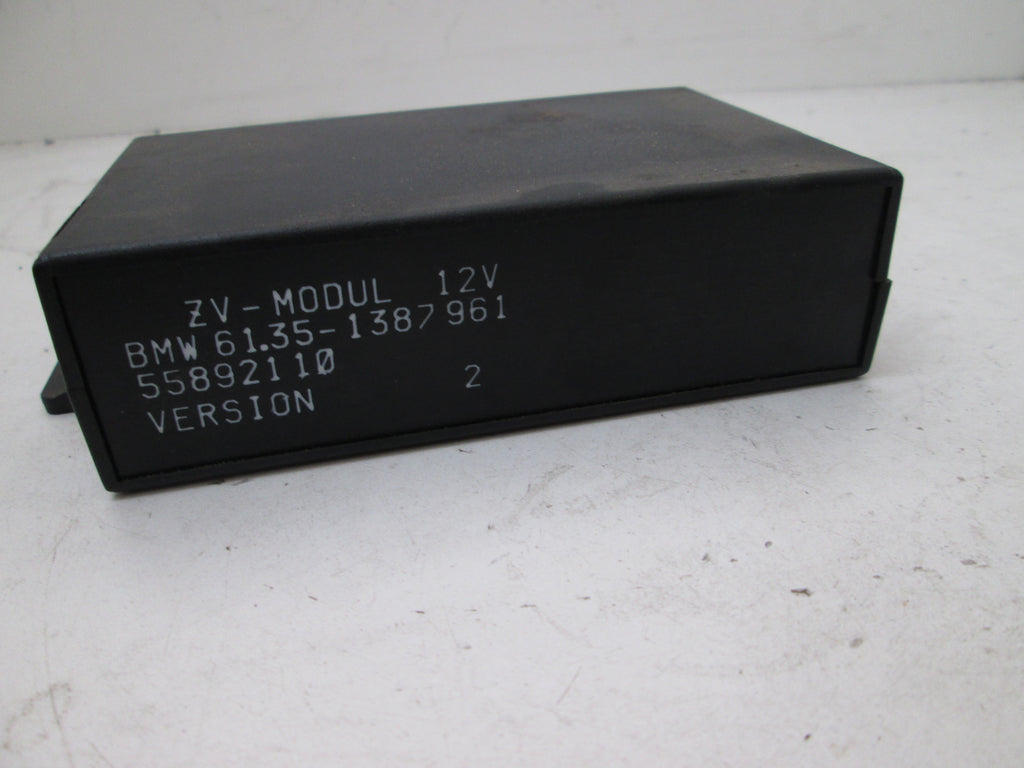 ZV-MODUL 12V
BMW 61.35-1387961
55892110
VERSION 2